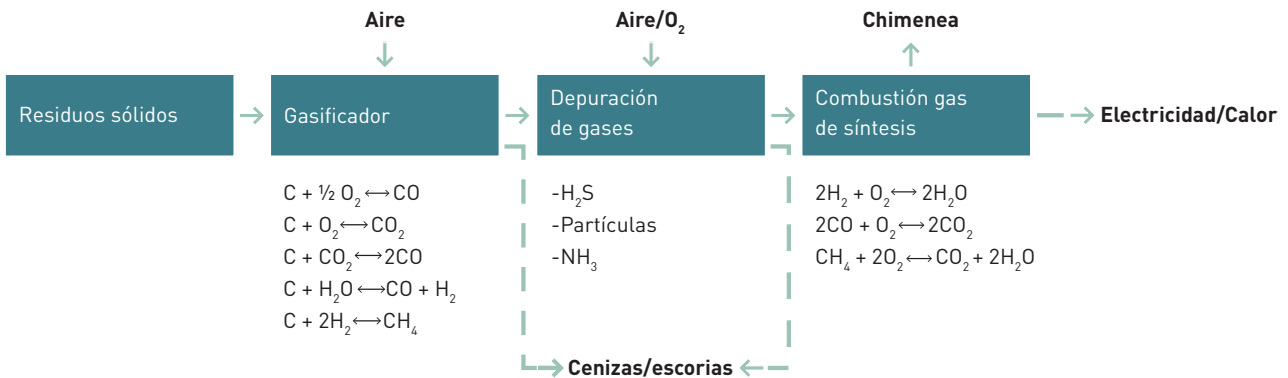 Aire
Aire/O₂
Chimenea
Residuos sólidos
Gasificador
Depuración
de gases
Combustión gas
de síntesis
Electricidad/Calor
C + ½ O₂ ⟷ CO
C + O₂ ⟷ CO₂
C + CO₂ ⟷ 2CO
C + H₂O ⟷ CO + H₂
C + 2H₂ ⟷ CH₄
-H₂S
-Partículas
-NH₃
2H₂ + O₂ ⟷ 2H₂O
2CO + O₂ ⟷ 2CO₂
CH₄ + 2O₂ ⟷ CO₂ + 2H₂O
Cenizas/escorias